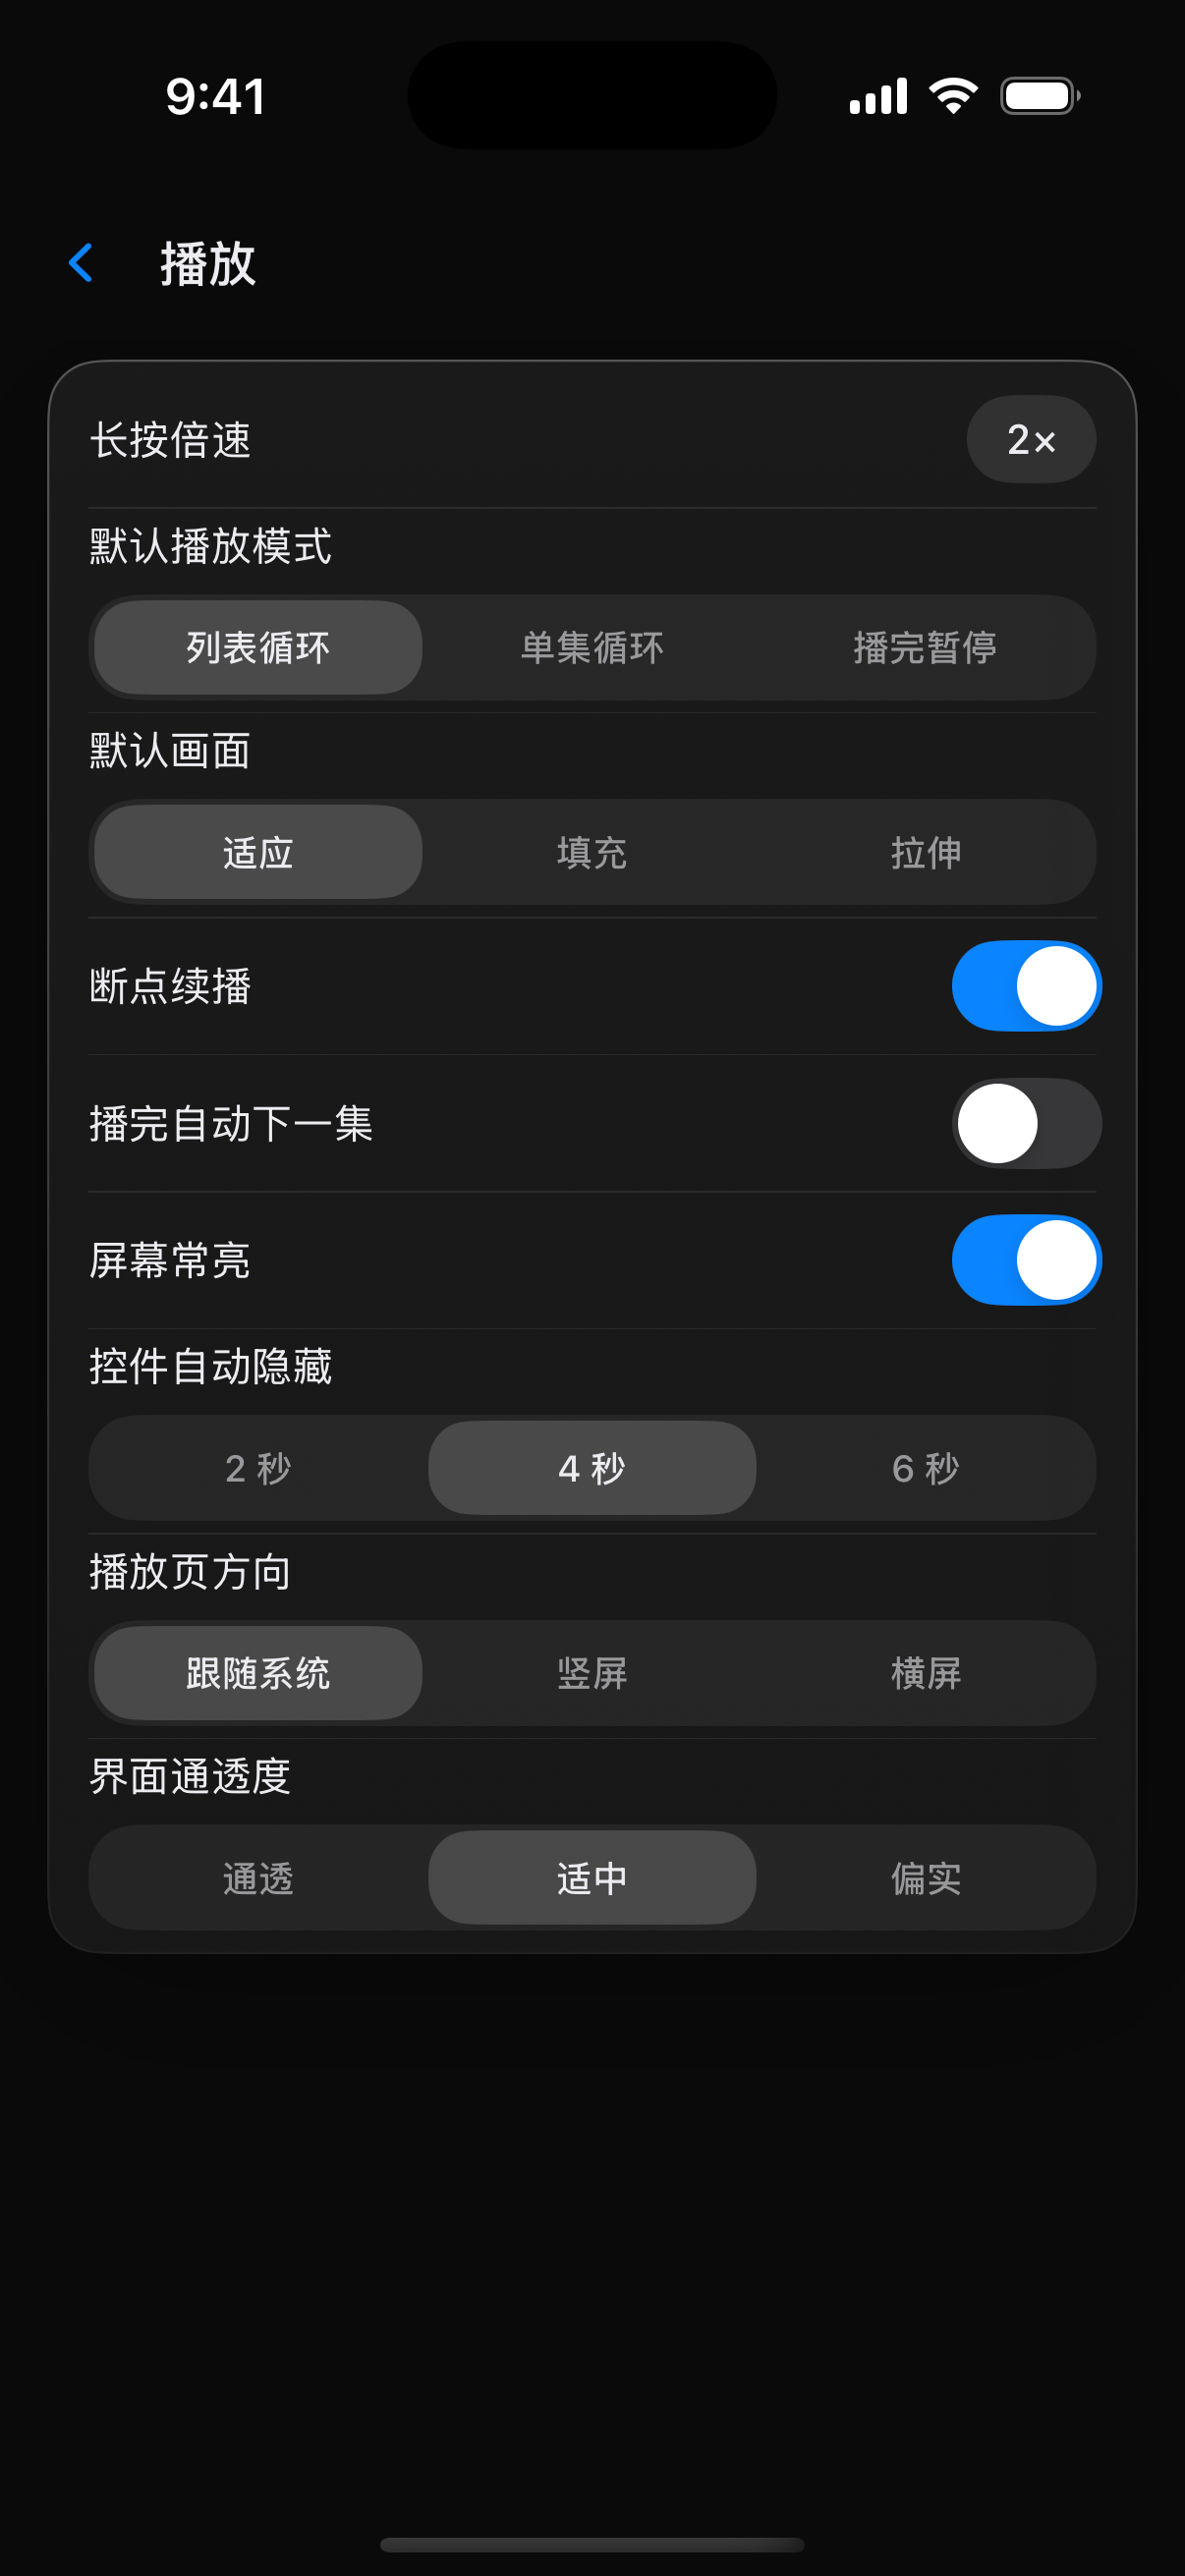 9:41
播放
长按倍速
2×
默认播放模式
列表循环 单集循环 播完暂停
默认画面
适应 填充 拉伸
断点续播
播完自动下一集
屏幕常亮
控件自动隐藏
2 秒 4 秒 6 秒
播放页方向
跟随系统 竖屏 横屏
界面通透度
通透 适中 偏实